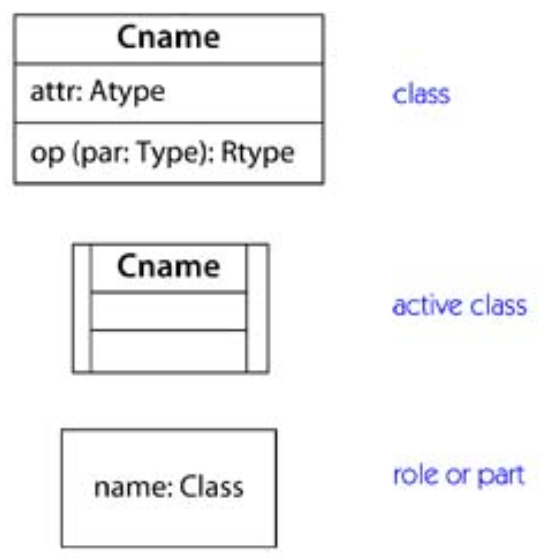 Cname
attr: Atype
class
op (par: Type): Rtype
Cname
active class
name: Class
role or part